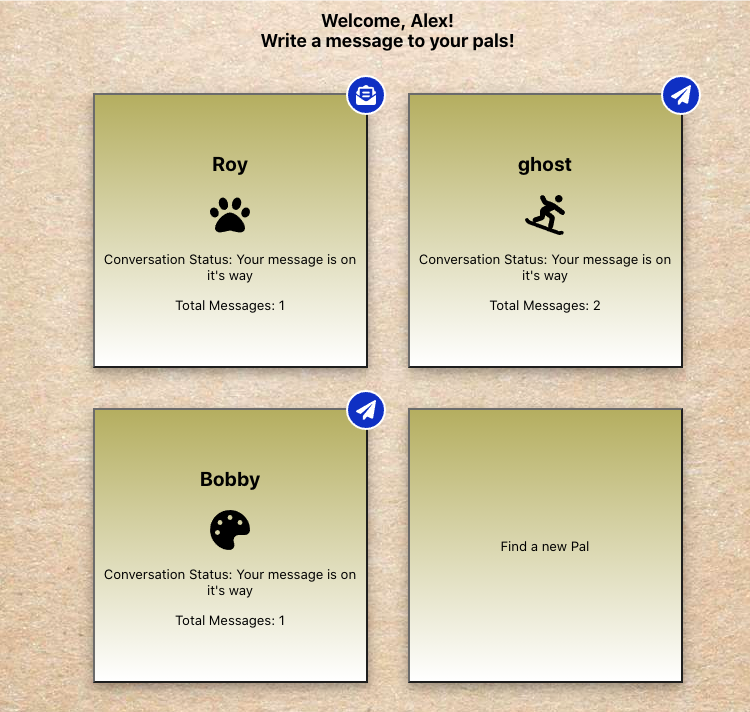 Welcome, Alex!
Write a message to your pals!
Roy
Conversation Status: Your message is on
it's way
Total Messages: 1
ghost
Conversation Status: Your message is on
it's way
Total Messages: 2
Bobby
Conversation Status: Your message is on
it's way
Total Messages: 1
Find a new Pal